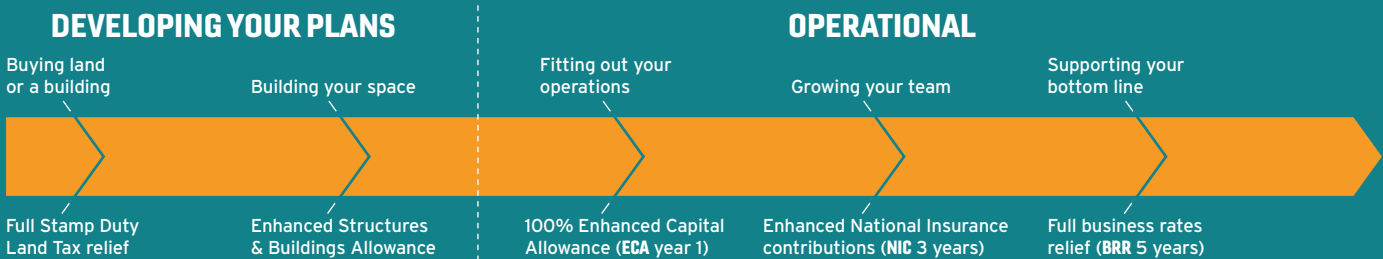 DEVELOPING YOUR PLANS
OPERATIONAL
Buying land
or a building
Building your space
Fitting out your
operations
Growing your team
Supporting your
bottom line
Full Stamp Duty
Land Tax relief
Enhanced Structures
& Buildings Allowance
100% Enhanced Capital
Allowance (ECA year 1)
Enhanced National Insurance
contributions (NIC 3 years)
Full business rates
relief (BRR 5 years)